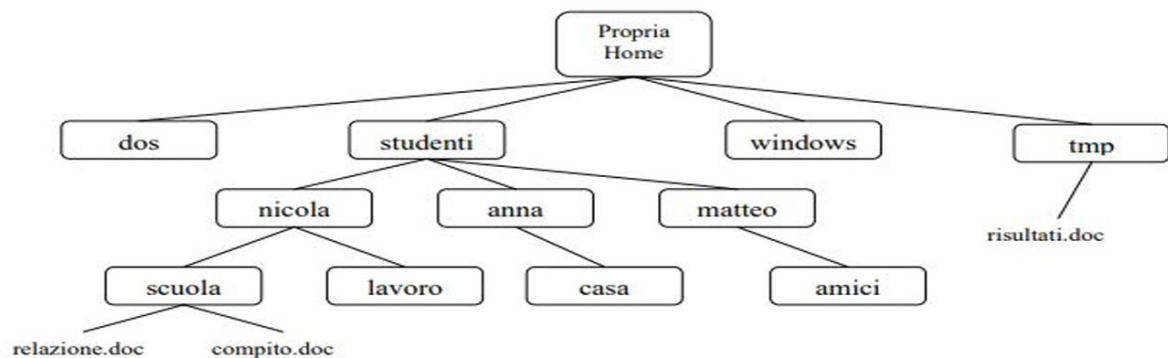 Propria
Home
dos
studenti
windows
tmp
nicola
anna
matteo
risultati.doc
scuola
lavoro
casa
amici
relazione.doc
compito.doc